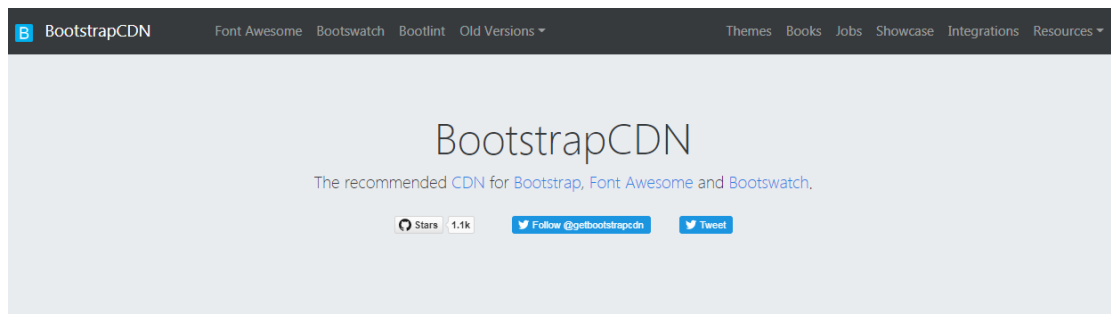 B BootstrapCDN Font Awesome Bootswatch Bootlint Old Versions Themes Books Jobs Showcase Integrations Resources
BootstrapCDN
The recommended CDN for Bootstrap, Font Awesome and Bootswatch.
Stars 1.1k Follow @getbootstrapcdn Tweet